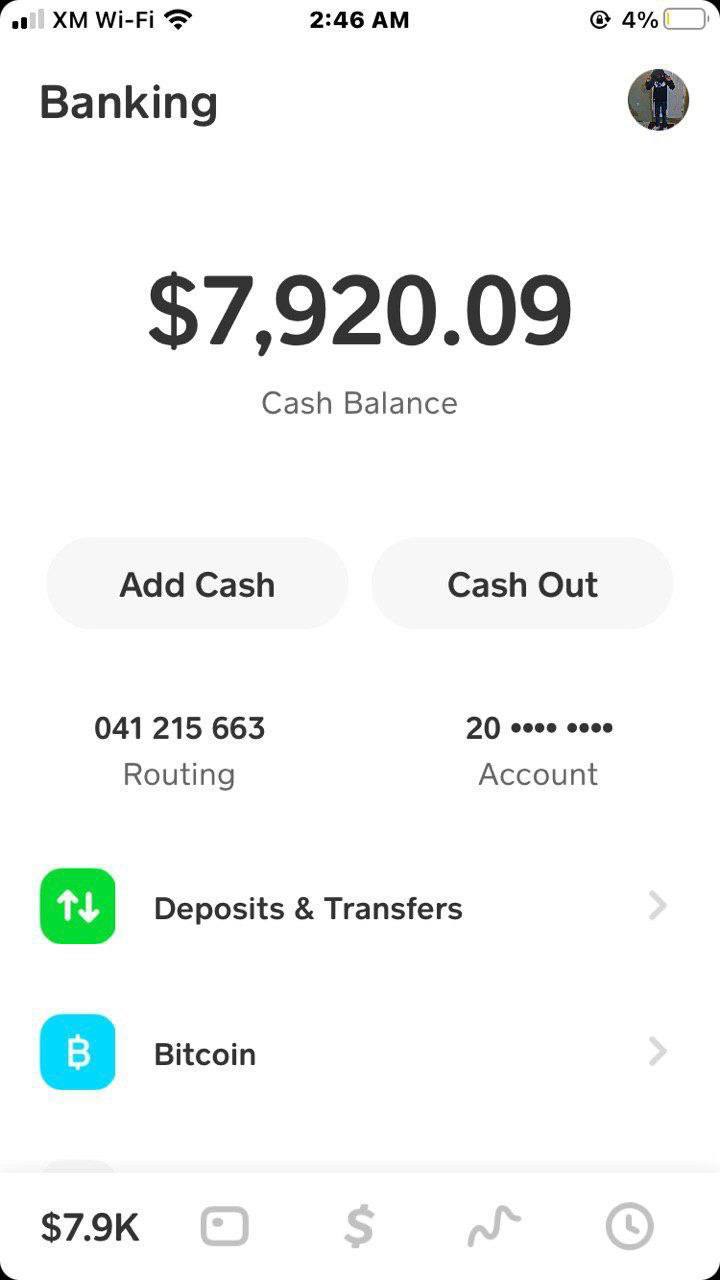 XM Wi-Fi 2:46 AM 4%
Banking
$7,920.09
Cash Balance
Add Cash Cash Out
041 215 663 20 •••• ••••
Routing Account
Deposits & Transfers
Bitcoin
$7.9K